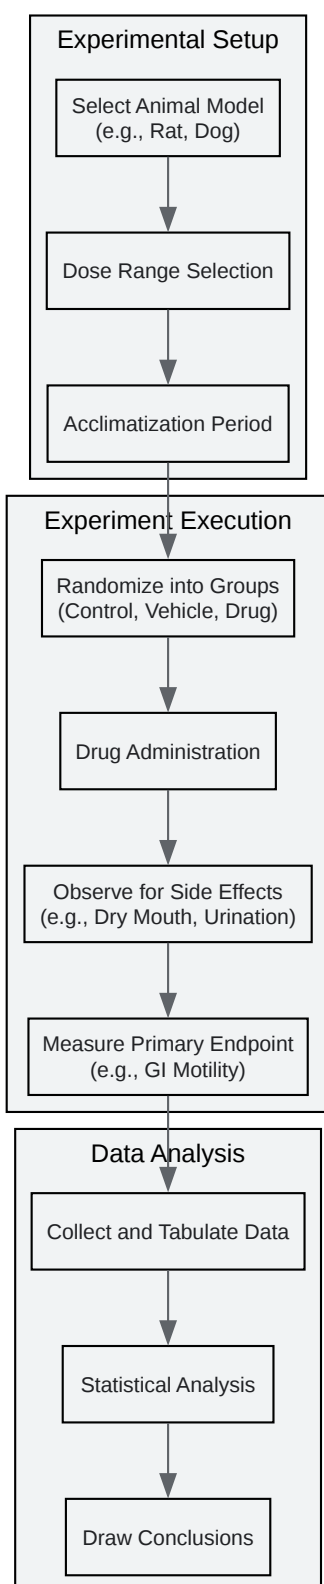 Experimental Setup
Select Animal Model
(e.g., Rat, Dog)
Dose Range Selection
Acclimatization Period
Experiment Execution
Randomize into Groups
(Control, Vehicle, Drug)
Drug Administration
Observe for Side Effects
(e.g., Dry Mouth, Urination)
Measure Primary Endpoint
(e.g., GI Motility)
Data Analysis
Collect and Tabulate Data
Statistical Analysis
Draw Conclusions